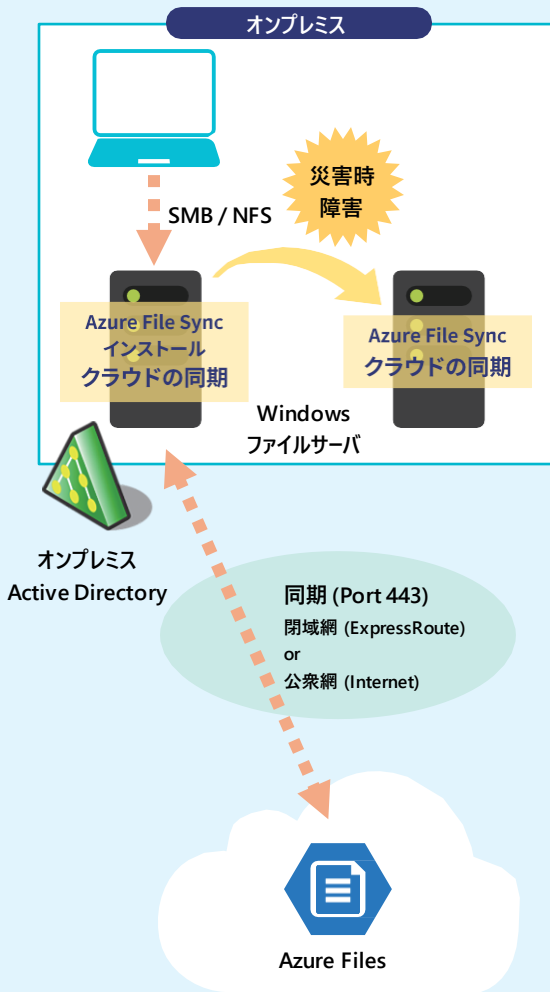 オンプレミス
災害時
障害
SMB / NFS
Azure File Sync
インストール
クラウドの同期
Azure File Sync
クラウドの同期
Windows
ファイルサーバ
オンプレミス
Active Directory
同期 (Port 443)
閉域網 (ExpressRoute)
or
公衆網 (Internet)
Azure Files